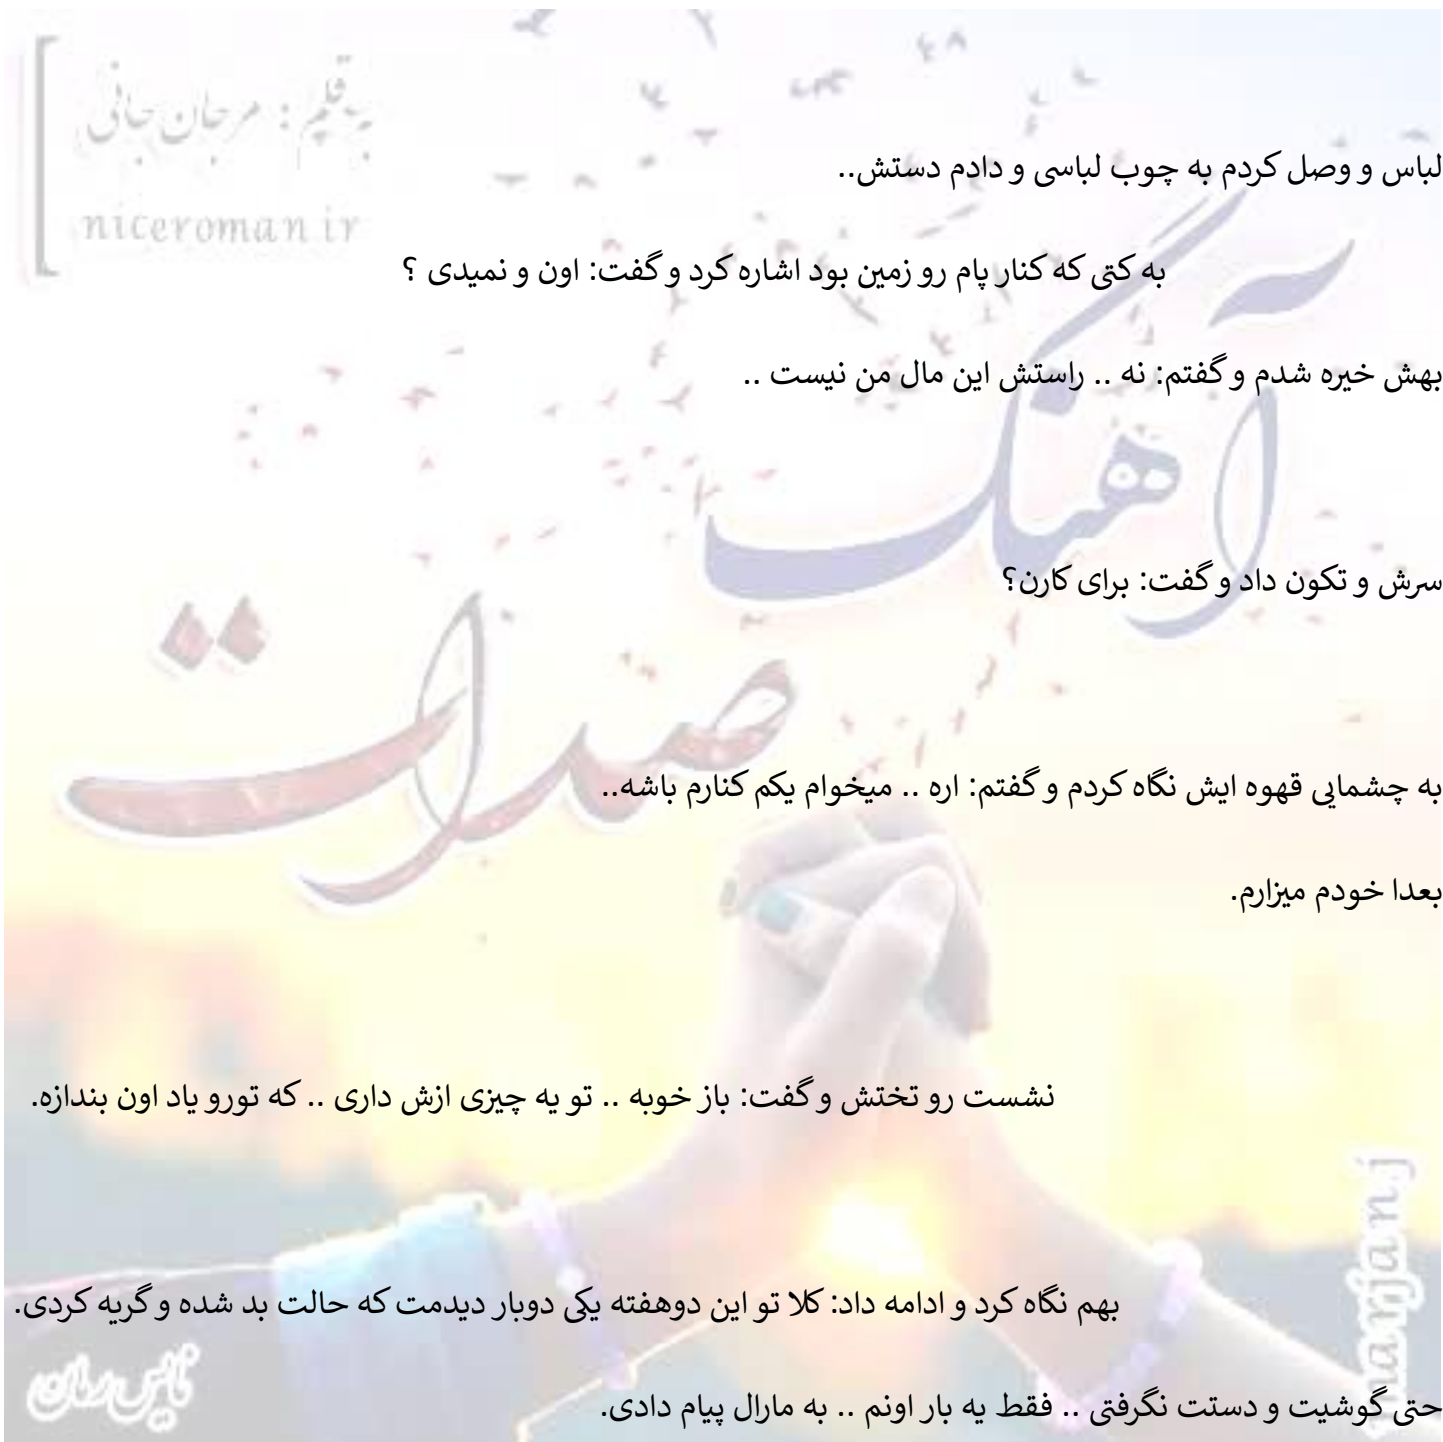 به قلم : مرجان جانی
niceroman.ir
لباس و وصل کردم به چوب لباسی و دادم دستش..
به کتی که کنار پام رو زمین بود اشاره کرد و گفت: اون و نمیدی ؟
بهش خیره شدم و گفتم: نه .. راستش این مال من نیست ..
آهنگ
سرش و تکون داد و گفت: برای کارن؟
صدات
به چشمایی قهوه ایش نگاه کردم و گفتم: اره .. میخوام یکم کنارم باشه..
بعدا خودم میزارم.
نشست رو تختش و گفت: باز خوبه .. تو یه چیزی ازش داری .. که تورو یاد اون بندازه.
marjan.j
بهم نگاه کرد و ادامه داد: کلا تو این دوهفته یکی دوبار دیدمت که حالت بد شده و گریه کردی.
نایس رمان
حتی گوشیت و دستت نگرفتی .. فقط یه بار اونم .. به مارال پیام دادی.